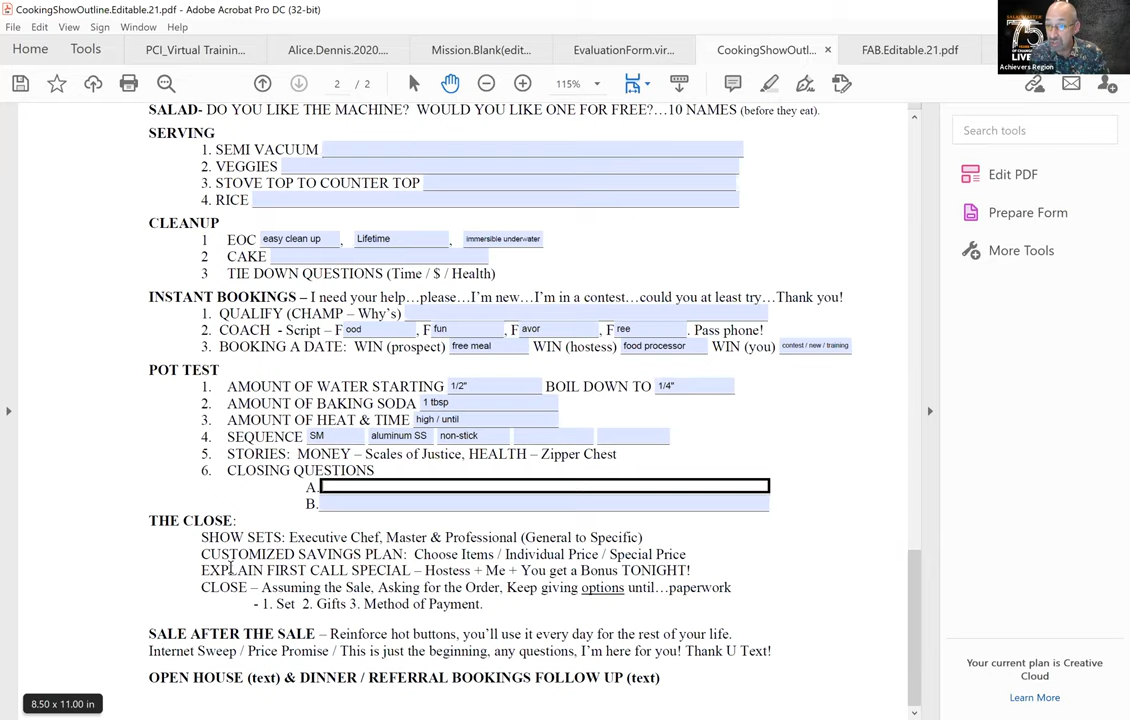 CookingShowOutline.Editable.21.pdf - Adobe Acrobat Pro DC (32-bit)
File Edit View Sign Window Help
Home Tools PCI_Virtual Trainin... Alice.Dennis.2020.... Mission.Blank(edit... EvaluationForm.vir... CookingShowOutl... × FAB.Editable.21.pdf
SALADMASTER
75
YEARS
OF CHANGING
LIVE
Achievers Region
2 / 2 115%
SALAD- DO YOU LIKE THE MACHINE? WOULD YOU LIKE ONE FOR FREE?…10 NAMES (before they eat).
SERVING
1. SEMI VACUUM
2. VEGGIES
3. STOVE TOP TO COUNTER TOP
4. RICE
CLEANUP
1 EOC easy clean up , Lifetime , immersible underwater
2 CAKE
3 TIE DOWN QUESTIONS (Time / $ / Health)
INSTANT BOOKINGS – I need your help…please…I'm new…I'm in a contest…could you at least try…Thank you!
1. QUALIFY (CHAMP – Why's)
2. COACH - Script – F ood , F fun , F avor , F ree . Pass phone!
3. BOOKING A DATE: WIN (prospect) free meal WIN (hostess) food processor WIN (you) contest / new / training
POT TEST
1. AMOUNT OF WATER STARTING 1/2" BOIL DOWN TO 1/4"
2. AMOUNT OF BAKING SODA 1 tbsp
3. AMOUNT OF HEAT & TIME high / until
4. SEQUENCE SM aluminum SS non-stick
5. STORIES: MONEY – Scales of Justice, HEALTH – Zipper Chest
6. CLOSING QUESTIONS
A.
B.
THE CLOSE:
SHOW SETS: Executive Chef, Master & Professional (General to Specific)
CUSTOMIZED SAVINGS PLAN: Choose Items / Individual Price / Special Price
EXPLAIN FIRST CALL SPECIAL – Hostess + Me + You get a Bonus TONIGHT!
CLOSE – Assuming the Sale, Asking for the Order, Keep giving options until…paperwork
- 1. Set 2. Gifts 3. Method of Payment.
SALE AFTER THE SALE – Reinforce hot buttons, you'll use it every day for the rest of your life.
Internet Sweep / Price Promise / This is just the beginning, any questions, I'm here for you! Thank U Text!
OPEN HOUSE (text) & DINNER / REFERRAL BOOKINGS FOLLOW UP (text)
8.50 x 11.00 in
Search tools
Edit PDF
Prepare Form
More Tools
Your current plan is Creative
Cloud
Learn More